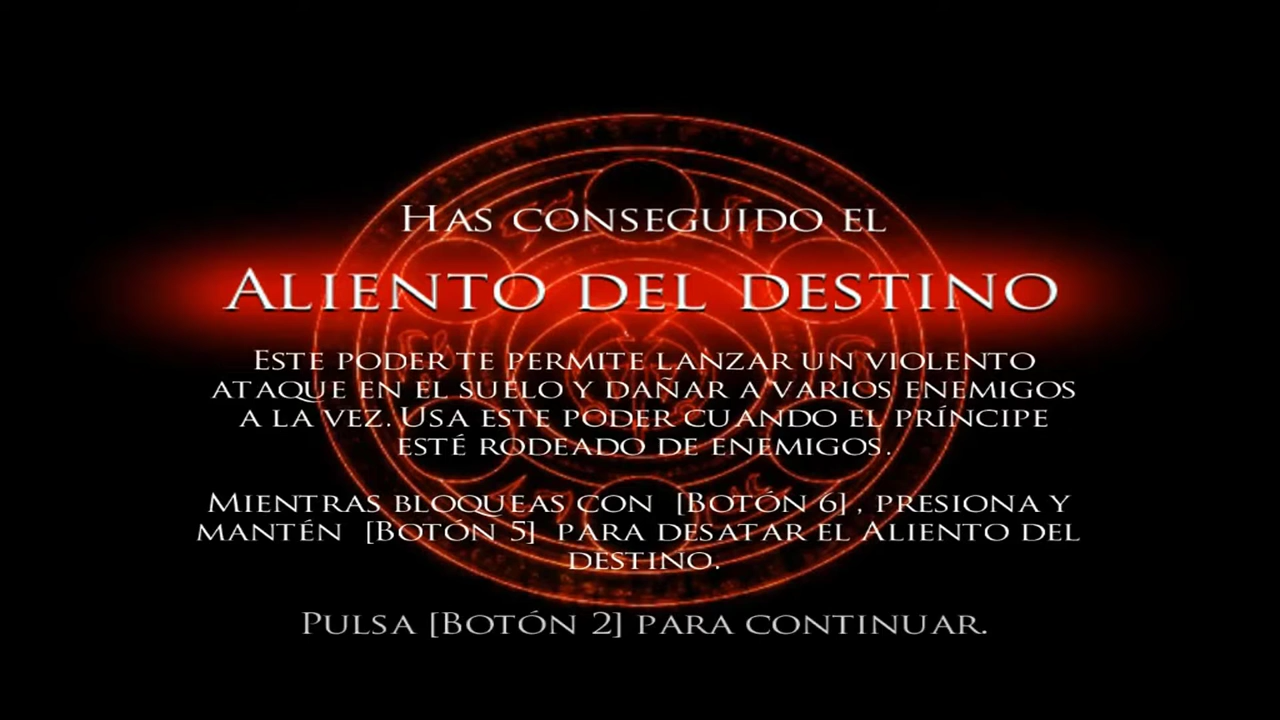 Has conseguido el
Aliento del destino
Este poder te permite lanzar un violento
ataque en el suelo y dañar a varios enemigos
a la vez. Usa este poder cuando el príncipe
esté rodeado de enemigos.
Mientras bloqueas con [Botón 6], presiona y
mantén [Botón 5] para desatar el Aliento del
destino.
Pulsa [Botón 2] para continuar.